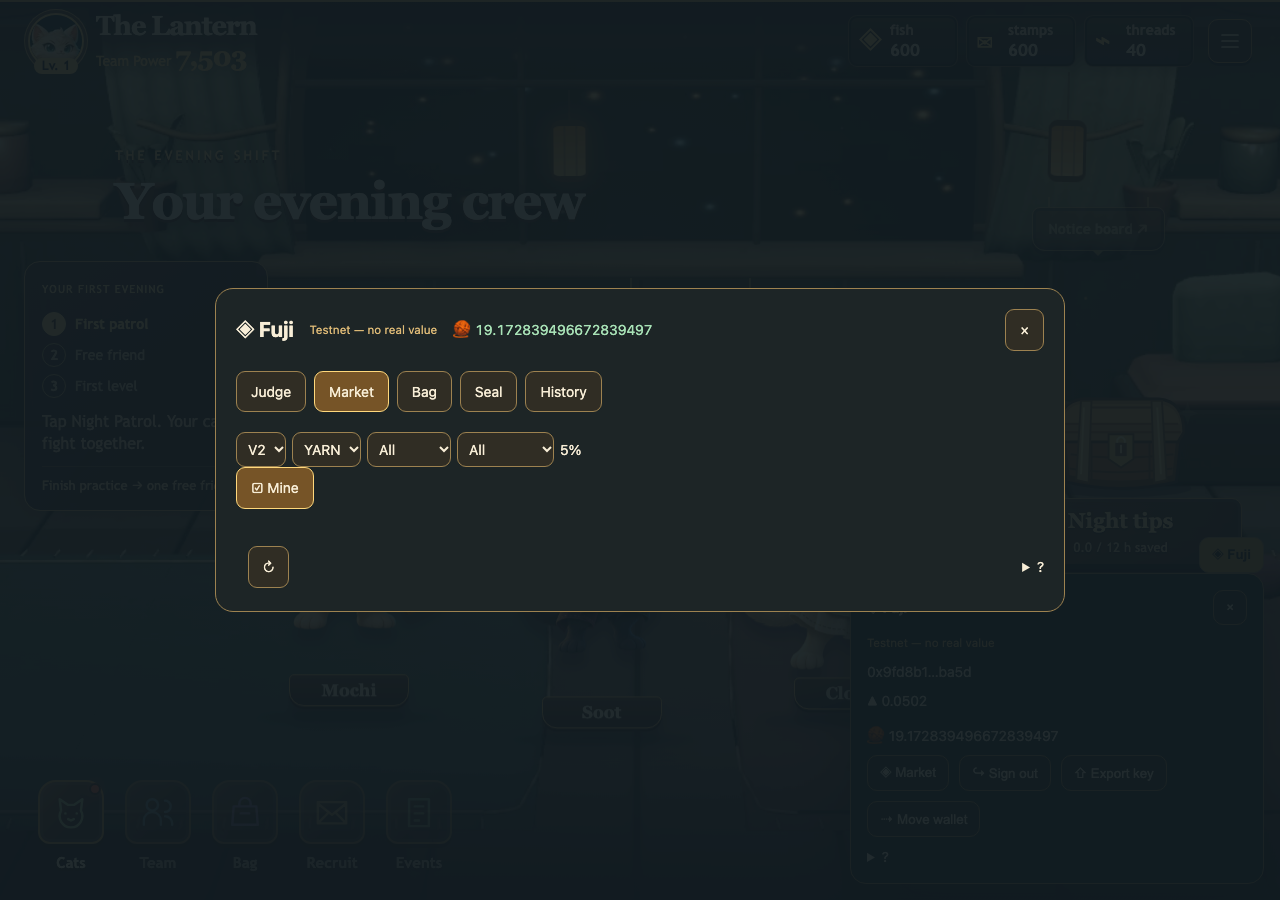 The Lantern
Lv. 1
Team Power 7,503
fish
600
stamps
600
threads
40
THE EVENING SHIFT
Your evening crew
Notice board ↗
YOUR FIRST EVENING
1 First patrol
2 Free friend
3 First level
Tap Night Patrol. Your
fight together.
Finish practice → one free
◈ Fuji
Testnet — no real value
19.172839496672839497
×
Judge
Market
Bag
Seal
History
V2
YARN
All
All
5%
☑ Mine
↻
▶ ?
Night tips
0.0 / 12 h saved
◈ Fuji
×
Testnet — no real value
0x9fd8b1...ba5d
▲ 0.0502
19.172839496672839497
◈ Market
↪ Sign out
⇧ Export key
→ Move wallet
▶ ?
Mochi
Soot
Cats
Team
Bag
Recruit
Events